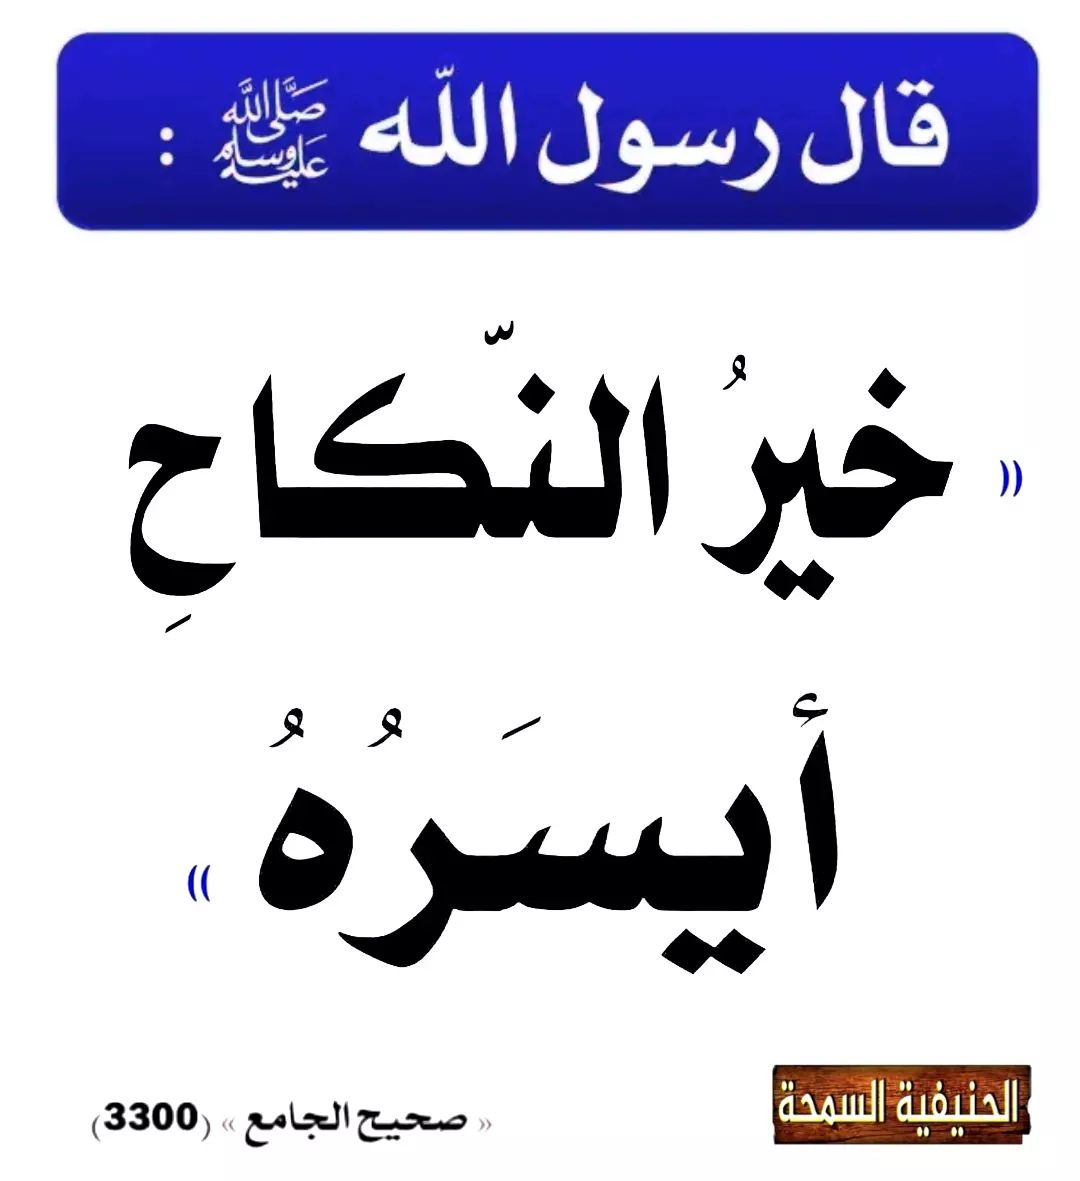 قال رسول الله ﷺ :
(( خيرُ النّكاحِ
أيسَرُهُ ))
« صحيح الجامع » (3300)
الحنيفية السمحة